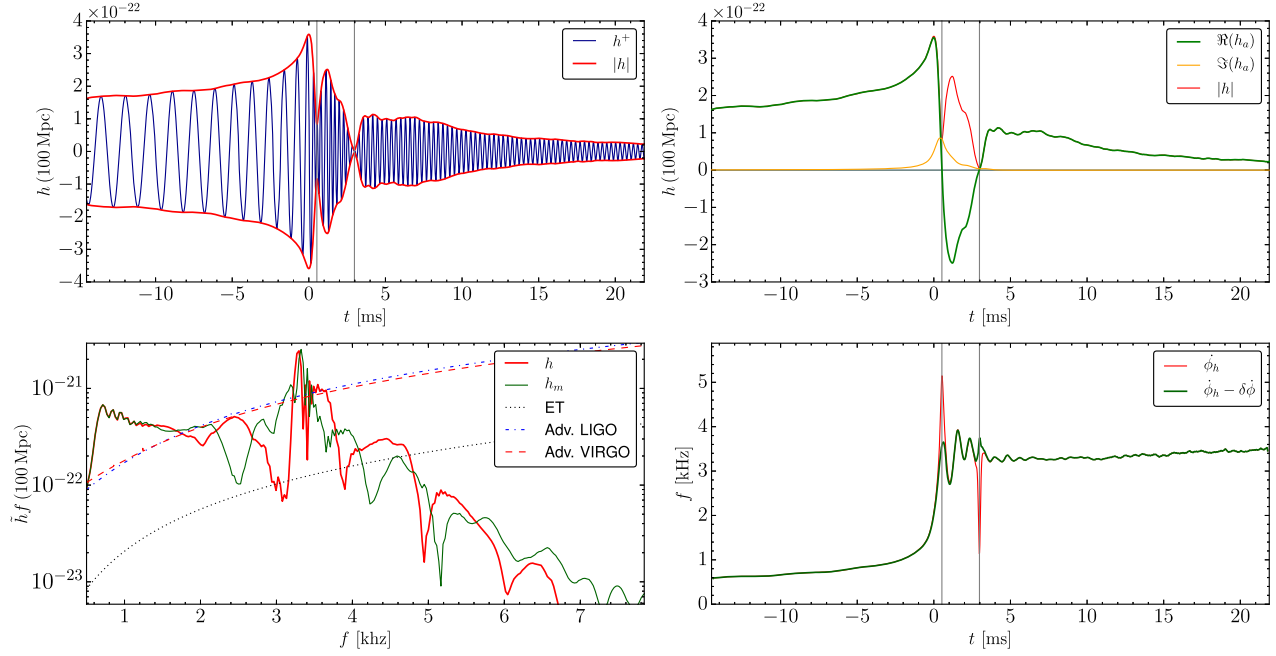 ×10−22
4
3
2
1
0
−1
−2
−3
−4
h (100 Mpc)
−10 −5 0 5 10 15 20
t [ms]
h+
|h|
×10−22
4
3
2
1
0
−1
−2
−3
h (100 Mpc)
−10 −5 0 5 10 15 20
t [ms]
ℜ(hₐ)
ℑ(hₐ)
|h|
10−21
10−22
10−23
h̃f (100 Mpc)
1 2 3 4 5 6 7
f [khz]
h
hₘ
ET
Adv. LIGO
Adv. VIRGO
5
4
3
2
1
0
f [kHz]
−10 −5 0 5 10 15 20
t [ms]
ϕ̇ₕ
ϕ̇ₕ − δϕ̇